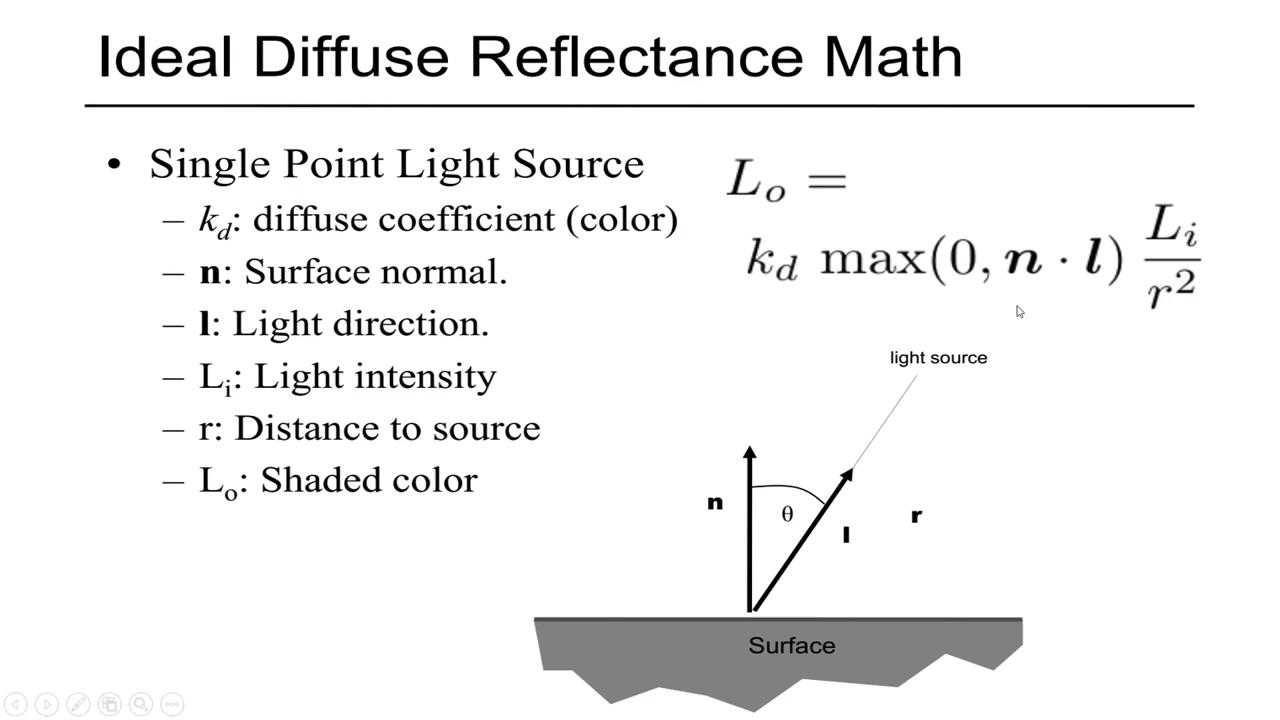 Ideal Diffuse Reflectance Math
• Single Point Light Source
– k_d: diffuse coefficient (color)
– n: Surface normal.
– l: Light direction.
– L_i: Light intensity
– r: Distance to source
– L_o: Shaded color
L_o =
k_d max(0, n · l) L_i / r²
light source
n
θ
l
r
Surface